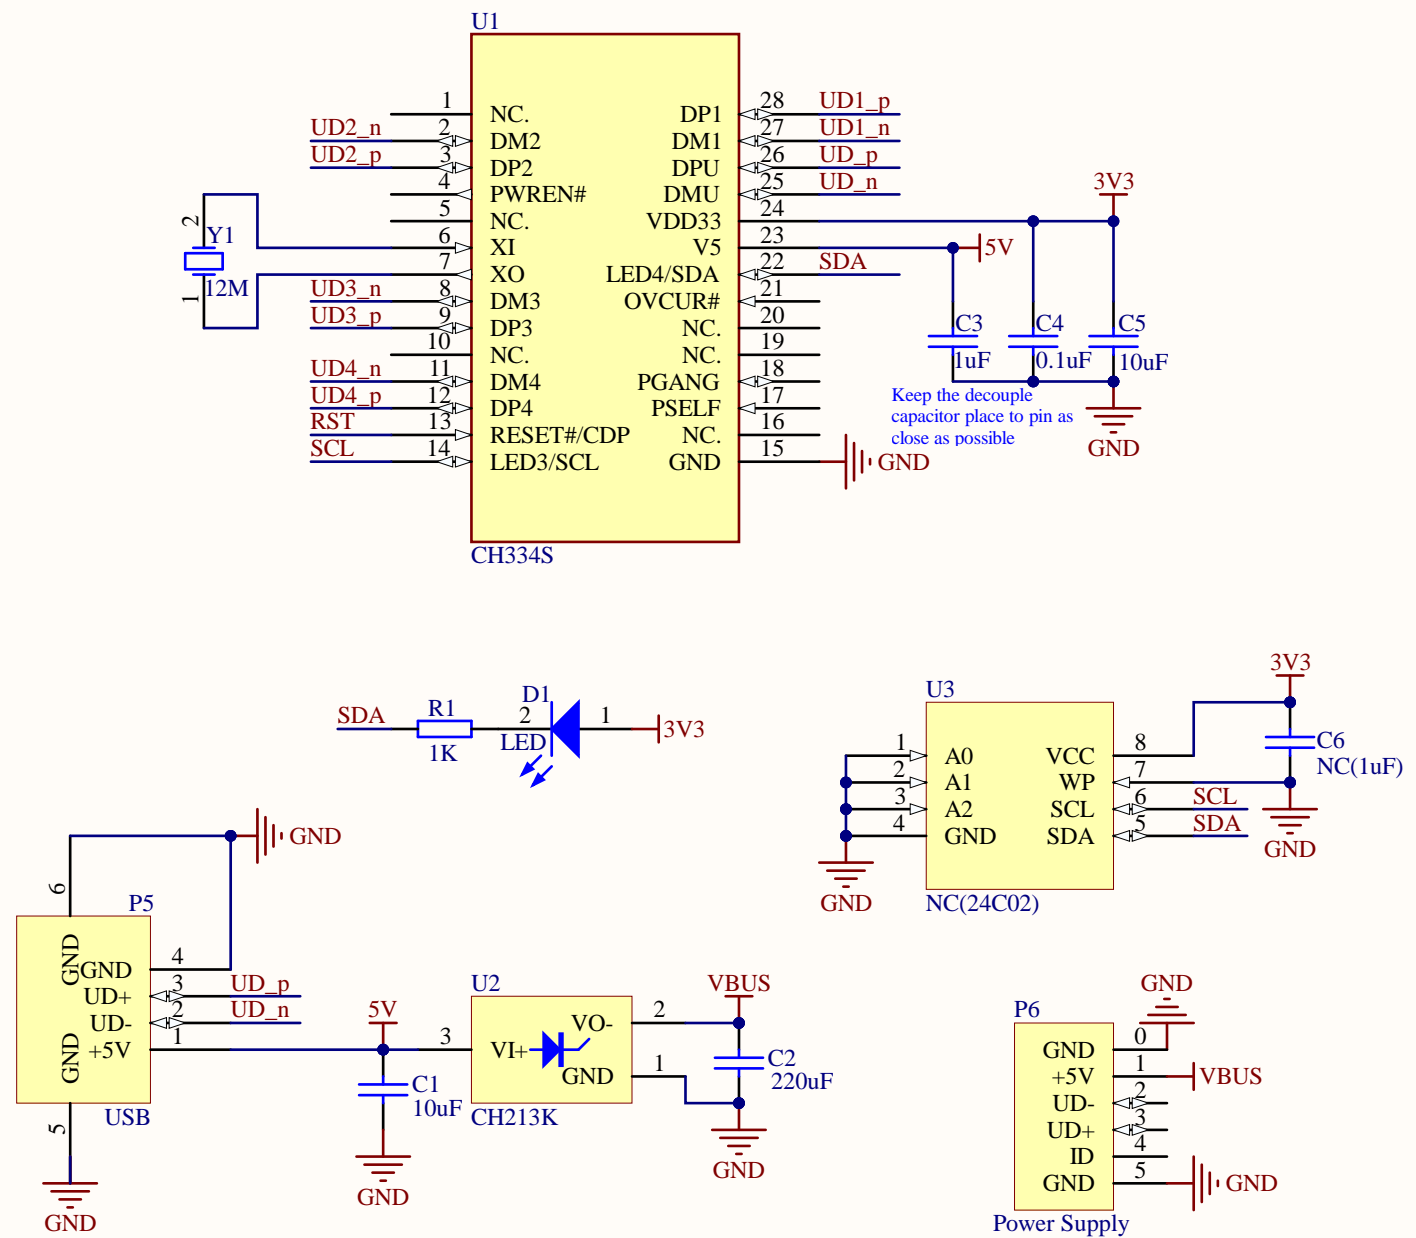 U1
1 NC. DP1 28 UD1_p
UD2_n 2 DM2 DM1 27 UD1_n
UD2_p 3 DP2 DPU 26 UD_p
4 PWREN# DMU 25 UD_n
5 NC. VDD33 24 3V3
6 XI V5 23 5V
7 XO LED4/SDA 22 SDA
2 Y1
1 12M
UD3_n 8 DM3 OVCUR# 21
UD3_p 9 DP3 NC. 20
10 NC. NC. 19
UD4_n 11 DM4 PGANG 18
UD4_p 12 DP4 PSELF 17
RST 13 RESET#/CDP NC. 16
SCL 14 LED3/SCL GND 15 GND
CH334S
C3 C4 C5
1uF 0.1uF 10uF
Keep the decouple
capacitor place to pin as
close as possible
GND
SDA R1 2 D1 1 3V3
1K LED
U3 3V3
1 A0 VCC 8
2 A1 WP 7
3 A2 SCL 6 SCL
4 GND SDA 5 SDA
C6
NC(1uF)
GND
GND NC(24C02)
GND
6
P5
GND
GND 4
UD+ 3 UD_p
UD- 2 UD_n
+5V 1
GND
USB
5
GND
5V
C1
10uF
GND
U2
3 VI+ VO- 2
GND 1
CH213K
VBUS
C2
220uF
GND
GND
P6
GND 0
+5V 1 VBUS
UD- 2
UD+ 3
ID 4
GND 5 GND
Power Supply